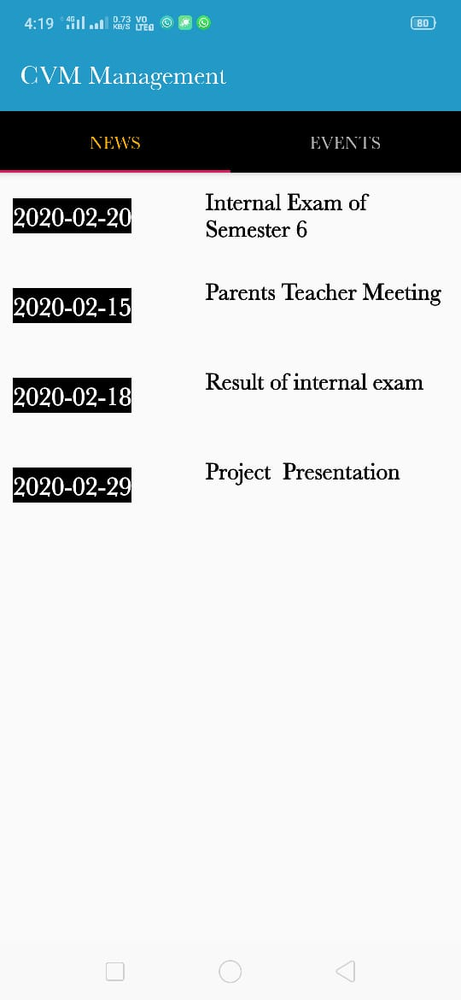 4:19 4G 0.73 KB/S VO LTE 80
CVM Management
NEWS EVENTS
2020-02-20 Internal Exam of
Semester 6
2020-02-15 Parents Teacher Meeting
2020-02-18 Result of internal exam
2020-02-29 Project  Presentation